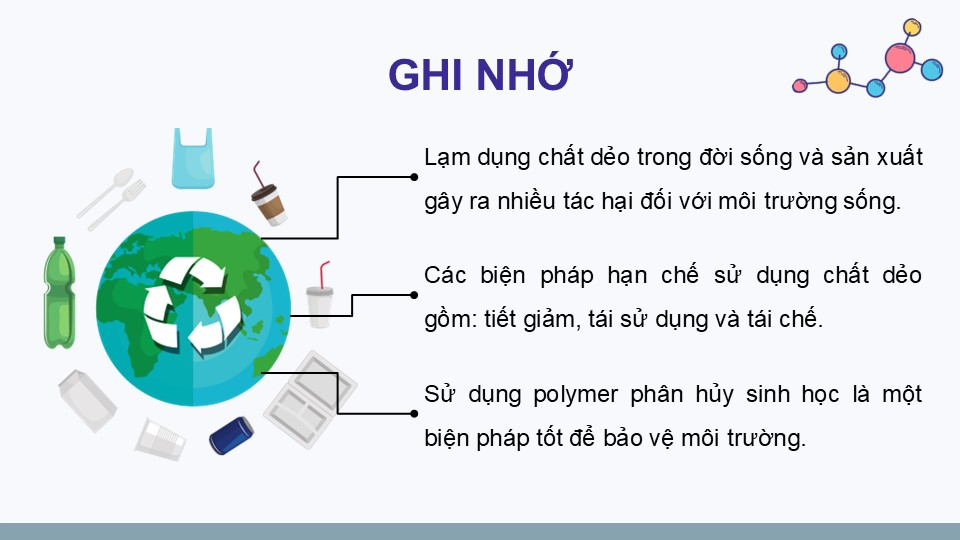 GHI NHỚ
Lạm dụng chất dẻo trong đời sống và sản xuất
gây ra nhiều tác hại đối với môi trường sống.
Các biện pháp hạn chế sử dụng chất dẻo
gồm: tiết giảm, tái sử dụng và tái chế.
Sử dụng polymer phân hủy sinh học là một
biện pháp tốt để bảo vệ môi trường.